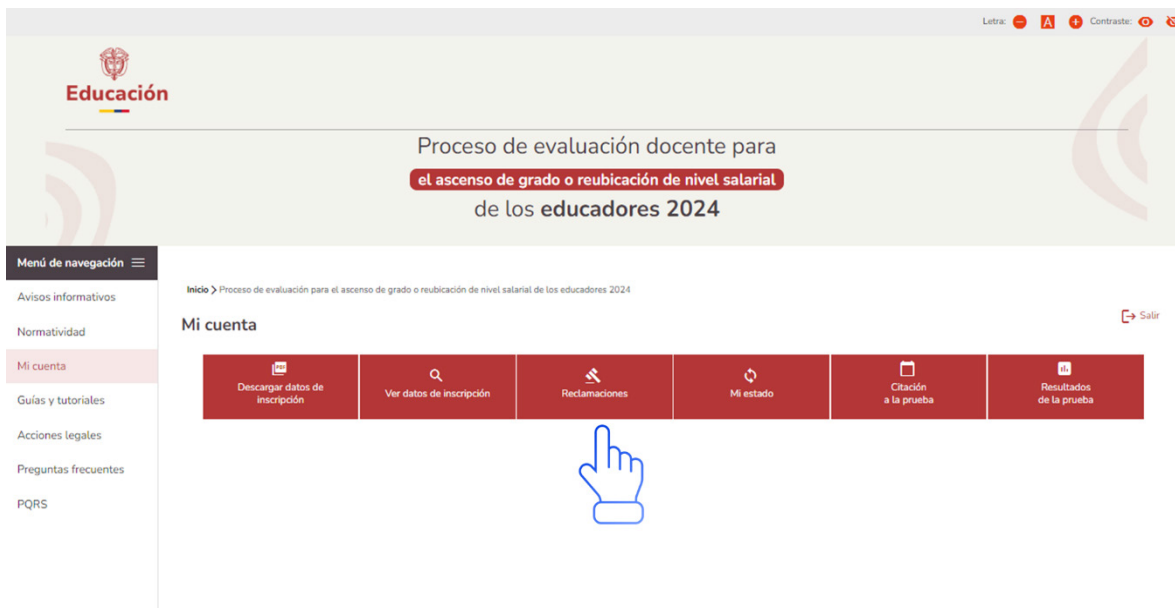 Letra: A Contraste:
Educación
Proceso de evaluación docente para
el ascenso de grado o reubicación de nivel salarial
de los educadores 2024
Menú de navegación
Avisos informativos
Normatividad
Mi cuenta
Guías y tutoriales
Acciones legales
Preguntas frecuentes
PQRS
Inicio > Proceso de evaluación para el ascenso de grado o reubicación de nivel salarial de los educadores 2024
Mi cuenta
Salir
PDF
Descargar datos de
inscripción
Ver datos de inscripción
Reclamaciones
Mi estado
Citación
a la prueba
Resultados
de la prueba